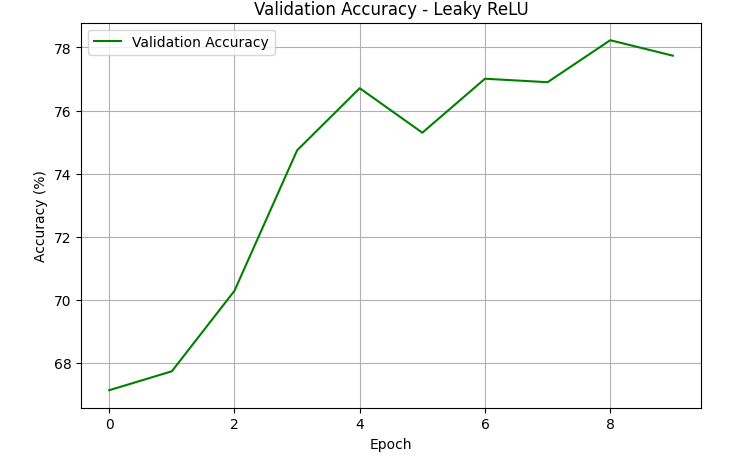 Validation Accuracy - Leaky ReLU
Validation Accuracy
78
76
74
72
70
68
Accuracy (%)
0 2 4 6 8
Epoch